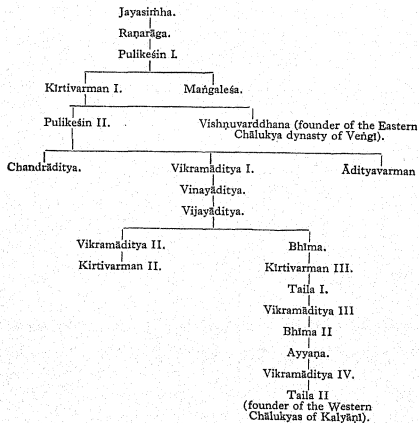 Jayasiṁha.
Raṇarāga.
Pulikeśin I.
Kīrtivarman I. Maṅgaleśa.
Pulikeśin II. Vishṇuvarddhana (founder of the Eastern
Chālukya dynasty of Veṅgī).
Chandrāditya. Vikramāditya I. Ādityavarman
Vinayāditya.
Vijayāditya.
Vikramāditya II. Bhīma.
Kīrtivarman II. Kīrtivarman III.
Taila I.
Vikramāditya III
Bhīma II
Ayyaṇa.
Vikramāditya IV.
Taila II
(founder of the Western
Chālukyas of Kalyāṇī).